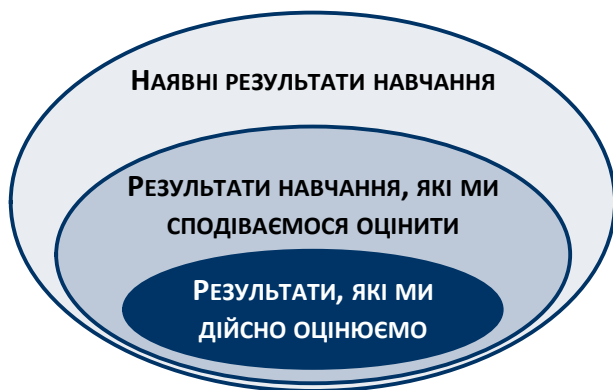 НАЯВНІ РЕЗУЛЬТАТИ НАВЧАННЯ
РЕЗУЛЬТАТИ НАВЧАННЯ, ЯКІ МИ
СПОДІВАЄМОСЯ ОЦІНИТИ
РЕЗУЛЬТАТИ, ЯКІ МИ
ДІЙСНО ОЦІНЮЄМО